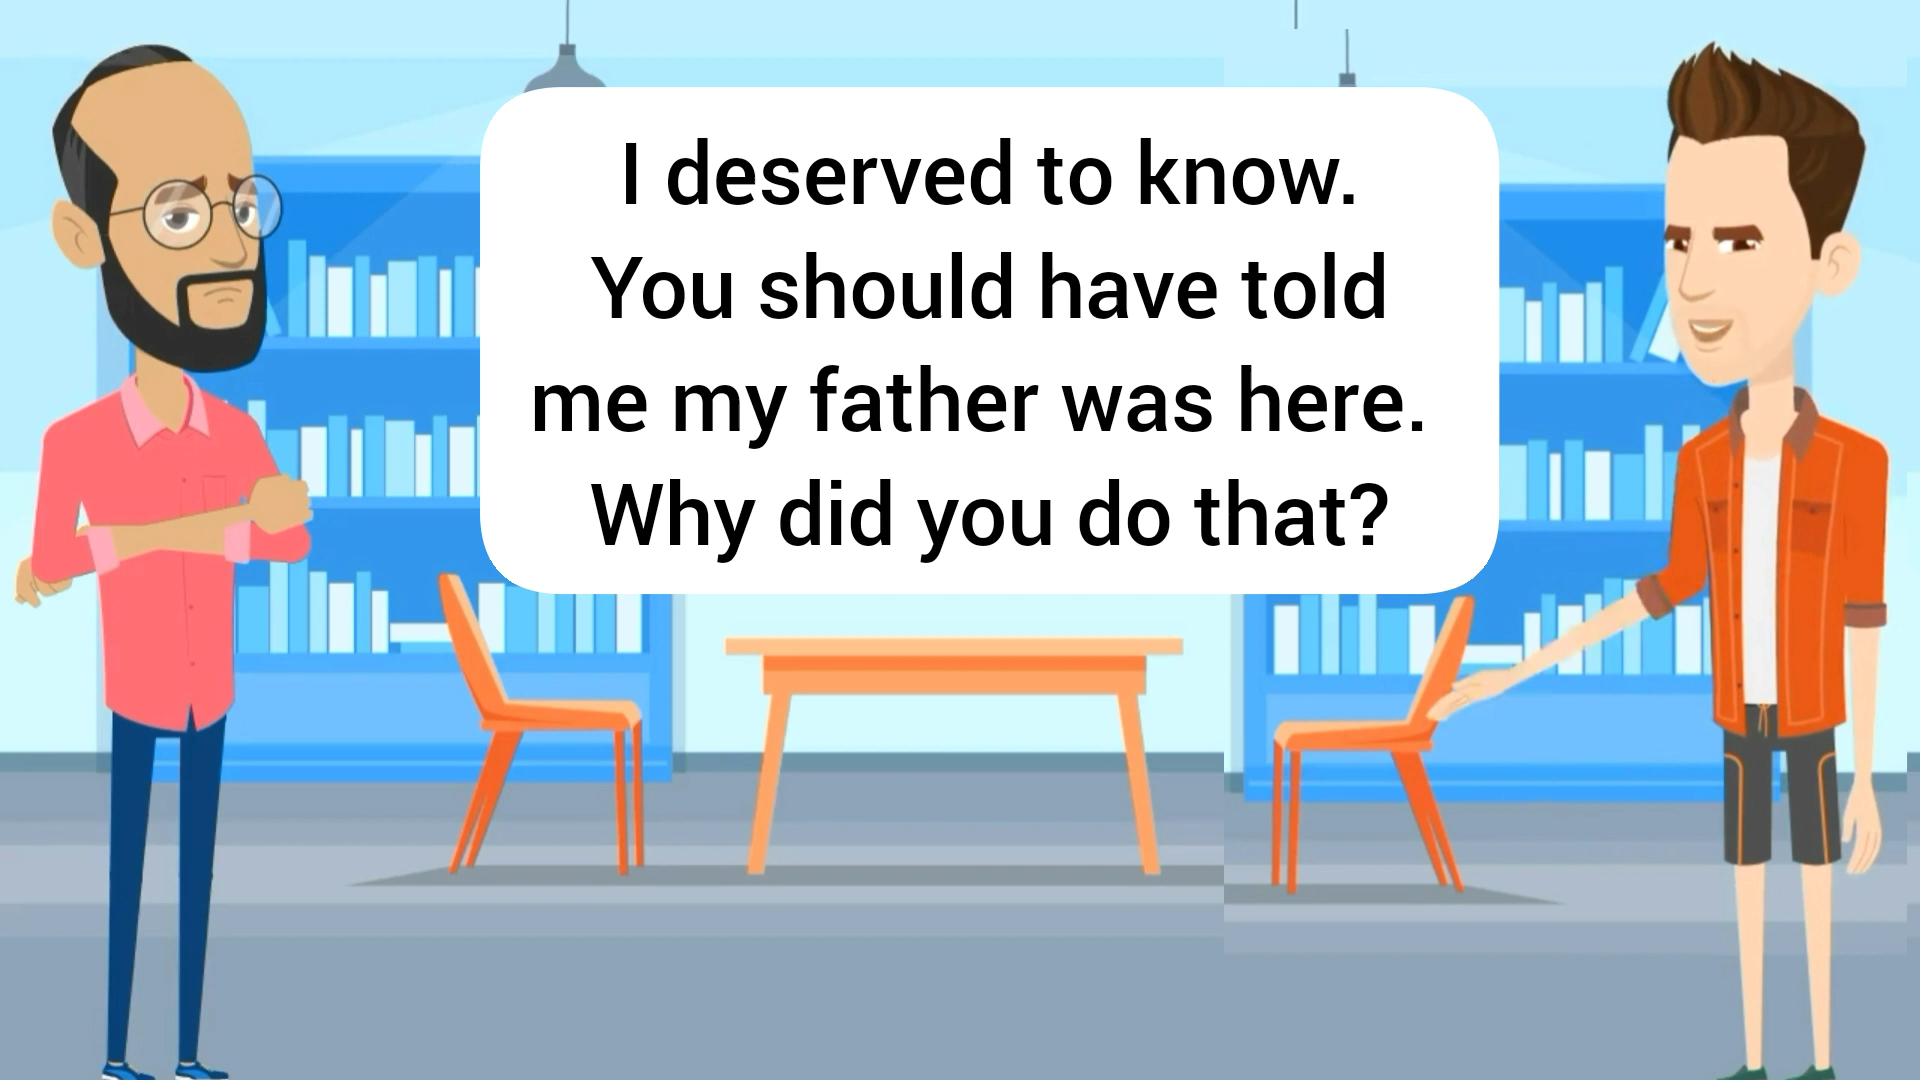 I deserved to know.
You should have told
me my father was here.
Why did you do that?